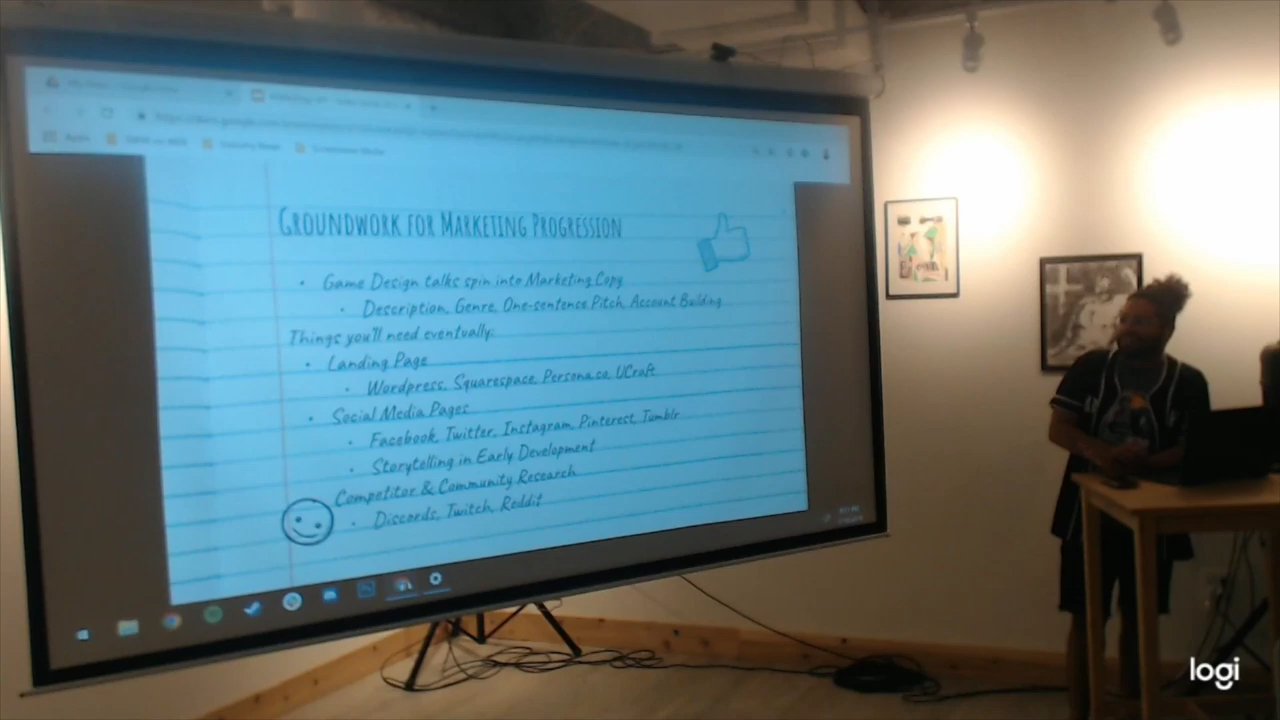 GROUNDWORK FOR MARKETING PROGRESSION
• Game Design talks spin into Marketing Copy
• Description, Genre, One-sentence Pitch, Account Building
Things you'll need eventually:
• Landing Page
• Wordpress, Squarespace, Persona.co, UCraft
• Social Media Pages
• Facebook, Twitter, Instagram, Pinterest, Tumblr
• Storytelling in Early Development
Competitor & Community Research
• Discords, Twitch, Reddit
logi